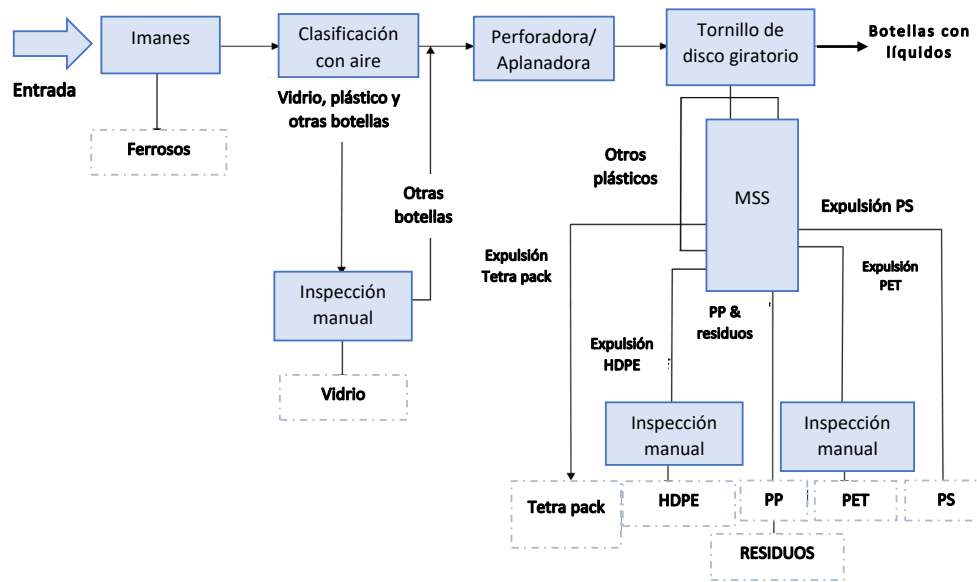 Entrada
Imanes
Clasificación
con aire
Perforadora/
Aplanadora
Tornillo de
disco giratorio
Botellas con
líquidos
Ferrosos
Vidrio, plástico y
otras botellas
Otras
botellas
Inspección
manual
Vidrio
Otros
plásticos
MSS
Expulsión PS
Expulsión
Tetra pack
Expulsión
PET
PP &
residuos
Expulsión
HDPE
Inspección
manual
Inspección
manual
Tetra pack
HDPE
PP
PET
PS
RESIDUOS